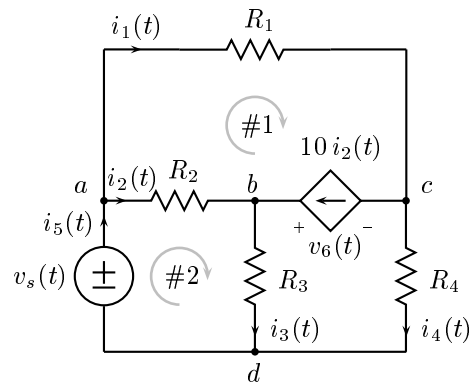 i₁(t) R₁
#1
10 i₂(t)
a i₂(t) R₂ b c
i₅(t) + v₆(t) −
vₛ(t) #2 R₃ R₄
i₃(t) i₄(t)
d